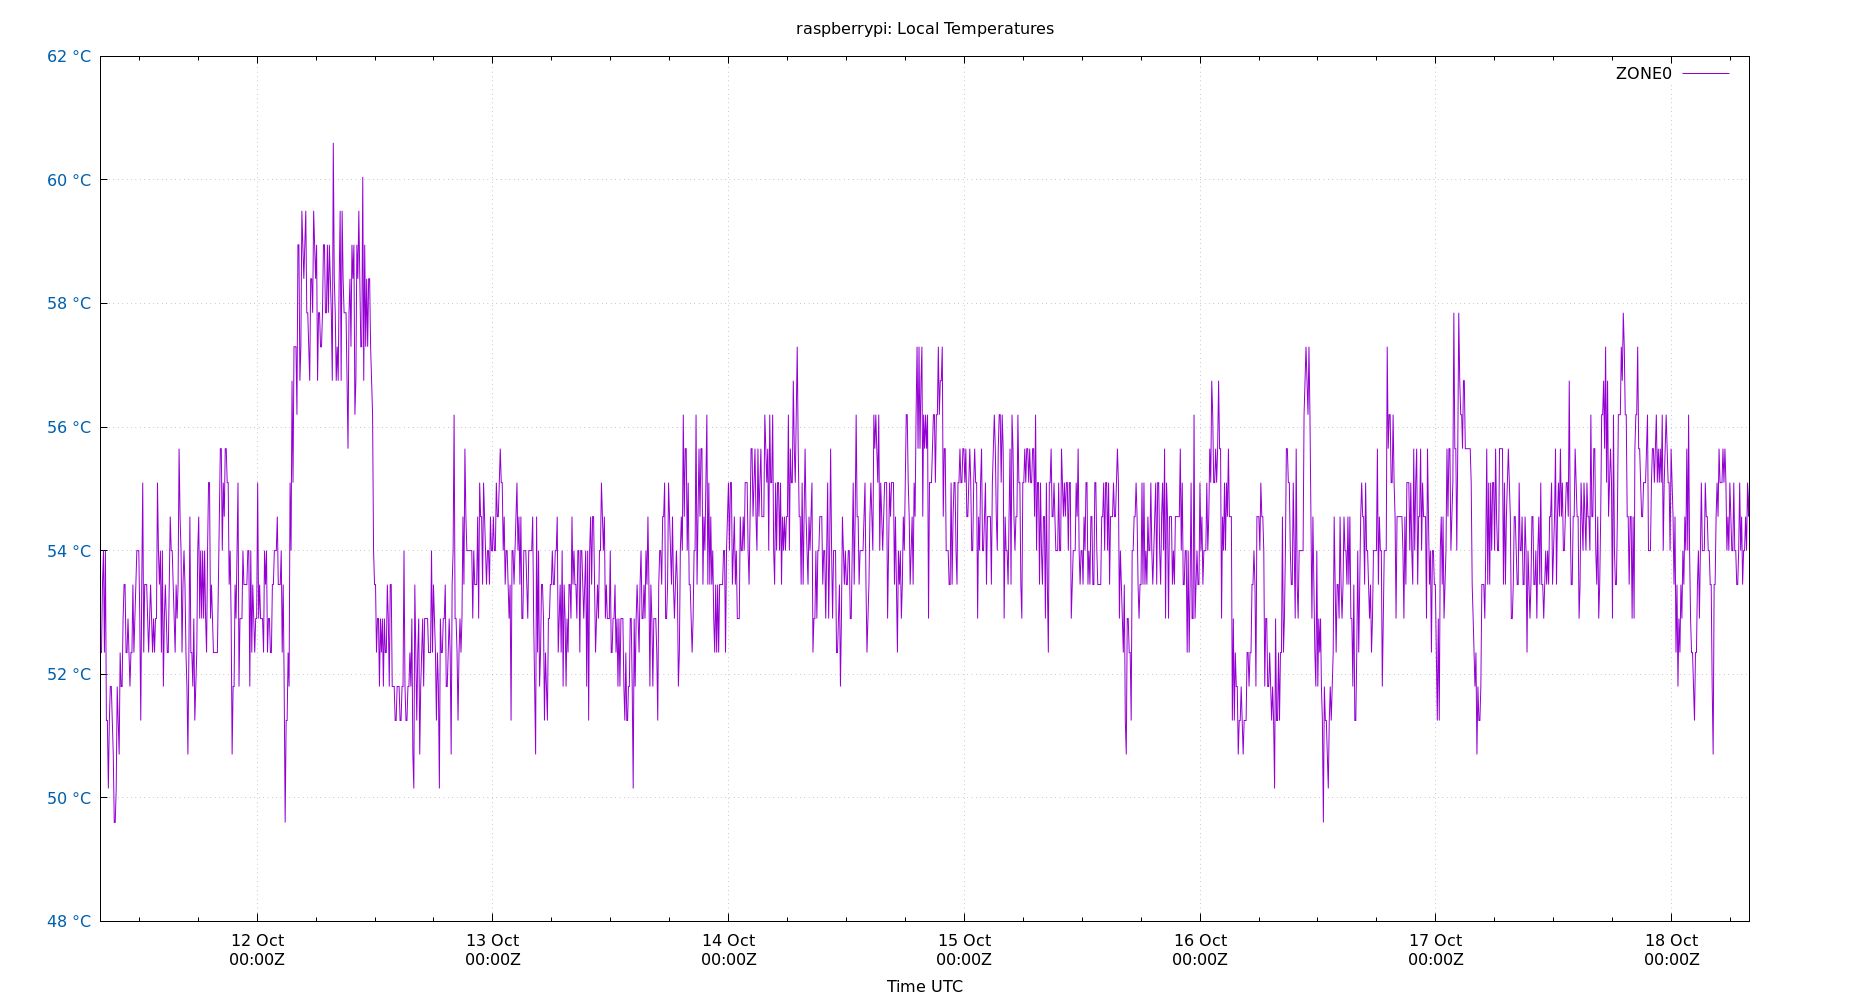 raspberrypi: Local Temperatures
ZONE0
62 °C
60 °C
58 °C
56 °C
54 °C
52 °C
50 °C
48 °C
12 Oct 13 Oct 14 Oct 15 Oct 16 Oct 17 Oct 18 Oct
00:00Z 00:00Z 00:00Z 00:00Z 00:00Z 00:00Z 00:00Z
Time UTC